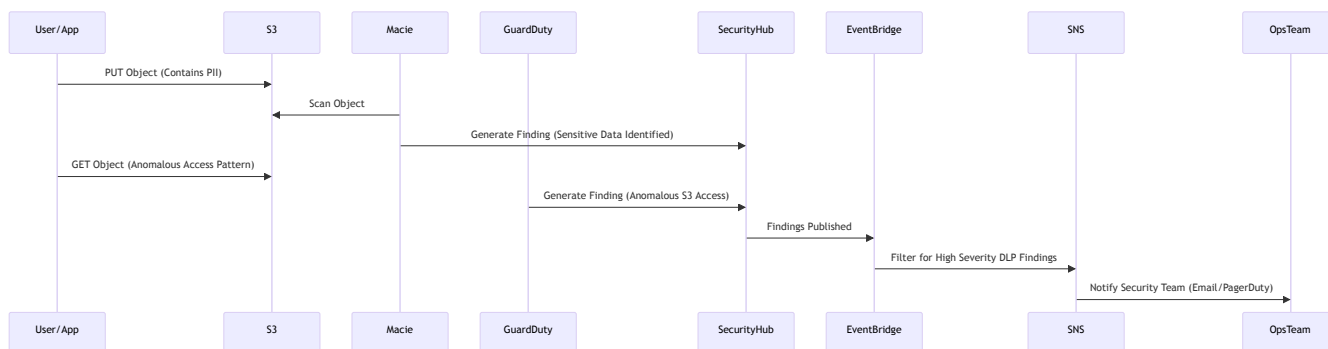 User/App
S3
Macie
GuardDuty
SecurityHub
EventBridge
SNS
OpsTeam
PUT Object (Contains PII)
Scan Object
Generate Finding (Sensitive Data Identified)
GET Object (Anomalous Access Pattern)
Generate Finding (Anomalous S3 Access)
Findings Published
Filter for High Severity DLP Findings
Notify Security Team (Email/PagerDuty)
User/App
S3
Macie
GuardDuty
SecurityHub
EventBridge
SNS
OpsTeam